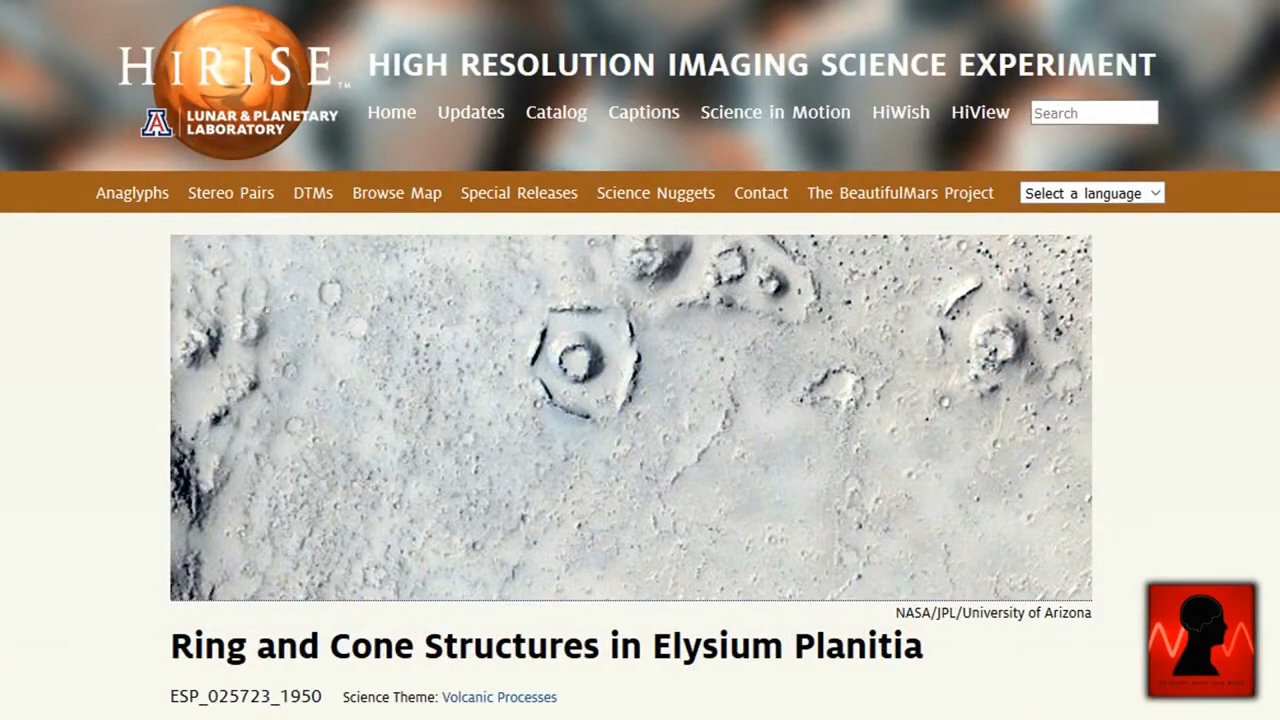 HiRISE™
HIGH RESOLUTION IMAGING SCIENCE EXPERIMENT
A LUNAR & PLANETARY
LABORATORY
Home Updates Catalog Captions Science in Motion HiWish HiView Search
Anaglyphs Stereo Pairs DTMs Browse Map Special Releases Science Nuggets Contact The BeautifulMars Project Select a language
NASA/JPL/University of Arizona
Ring and Cone Structures in Elysium Planitia
ESP_025723_1950 Science Theme: Volcanic Processes